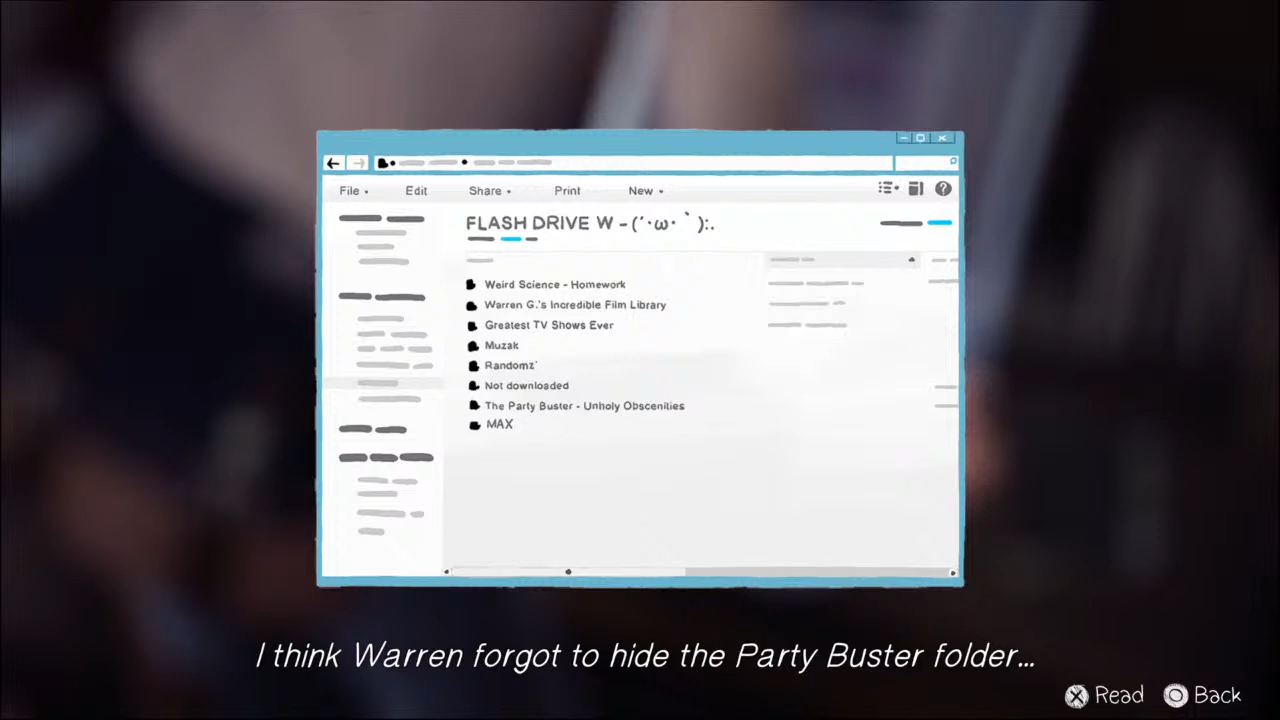 File Edit Share Print New
FLASH DRIVE W -(´･ω･｀):.
Weird Science - Homework
Warren G.'s Incredible Film Library
Greatest TV Shows Ever
Muzak
Randomz'
Not downloaded
The Party Buster - Unholy Obscenities
MAX
I think Warren forgot to hide the Party Buster folder...
Read Back